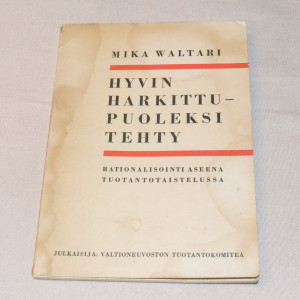 MIKA WALTARI
HYVIN
HARKITTU-
PUOLEKSI
TEHTY
RATIONALISOINTI ASEENA
TUOTANTOTAISTELUSSA
JULKAISIJA: VALTIONEUVOSTON TUOTANTOKOMITEA